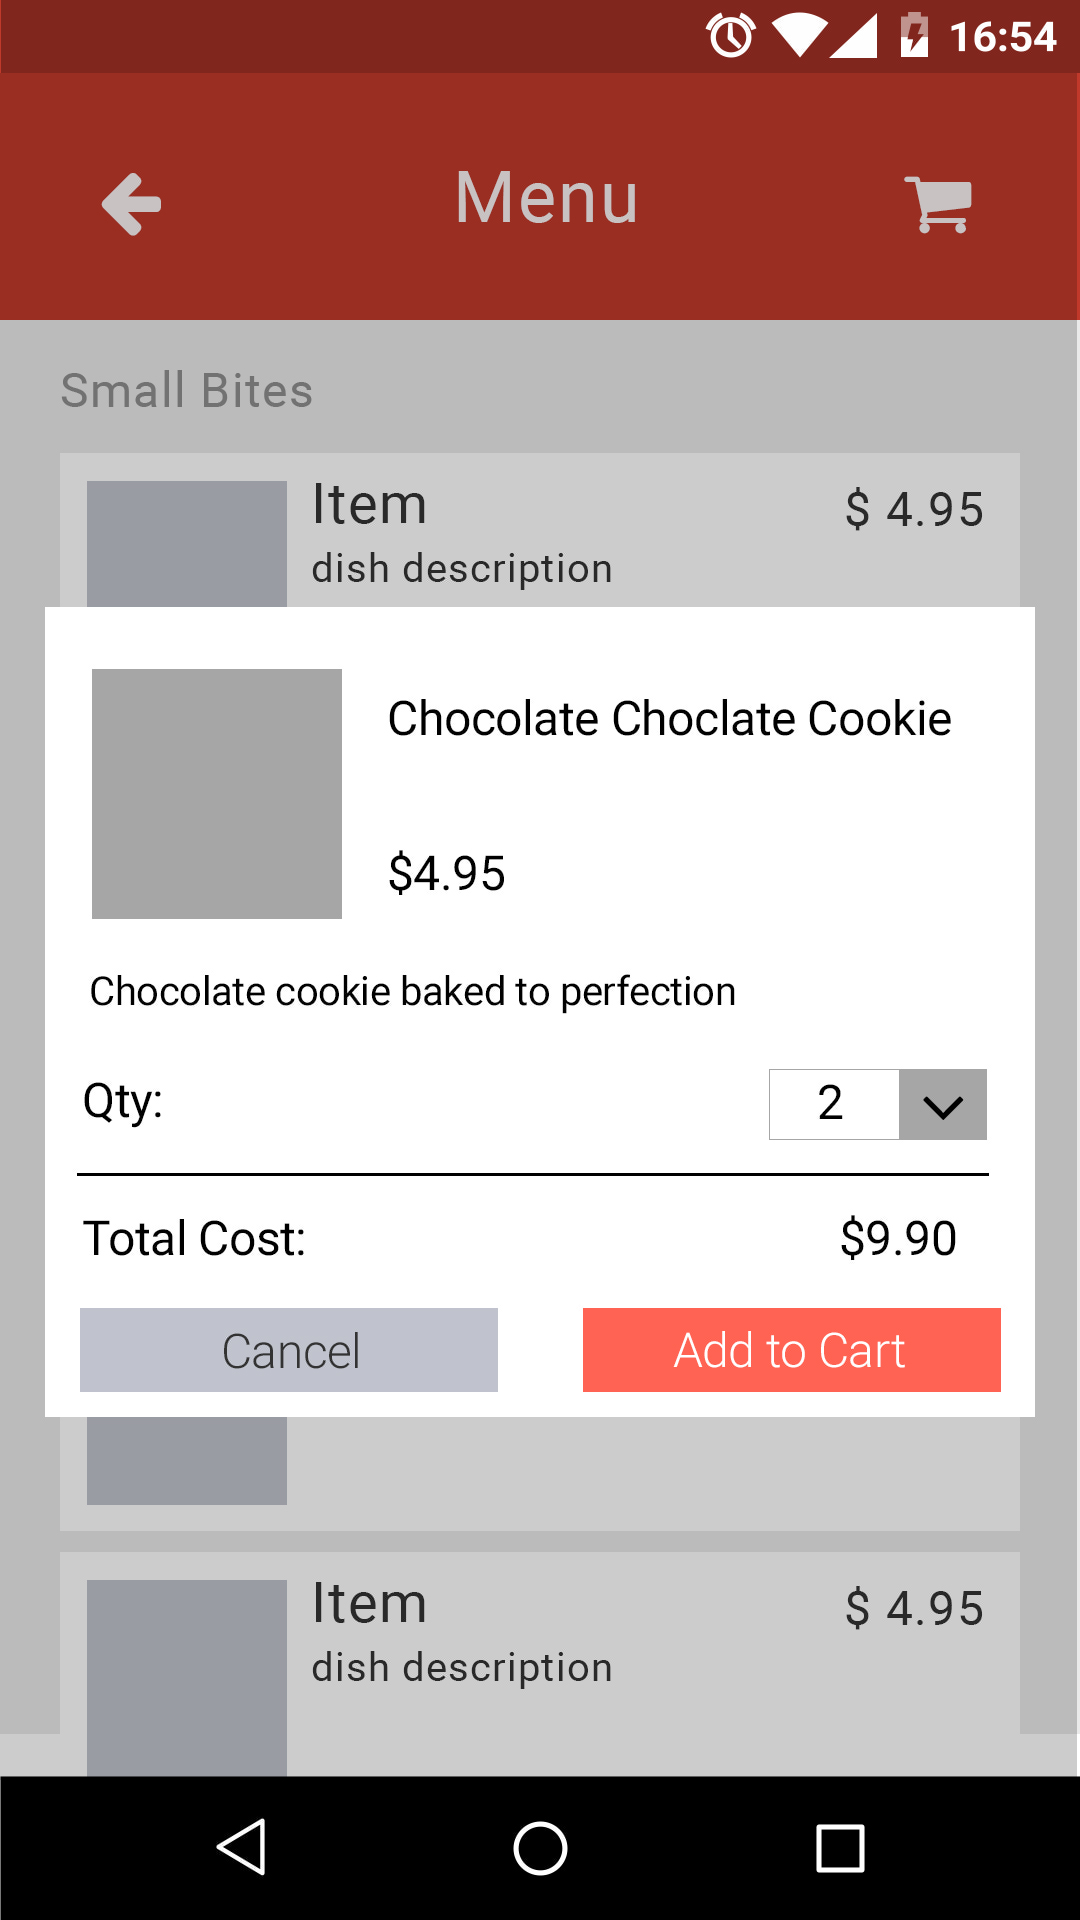 16:54
Menu
Small Bites
Item
$ 4.95
dish description
Chocolate Choclate Cookie
$4.95
Chocolate cookie baked to perfection
Qty:
2
Total Cost:
$9.90
Cancel
Add to Cart
Item
$ 4.95
dish description